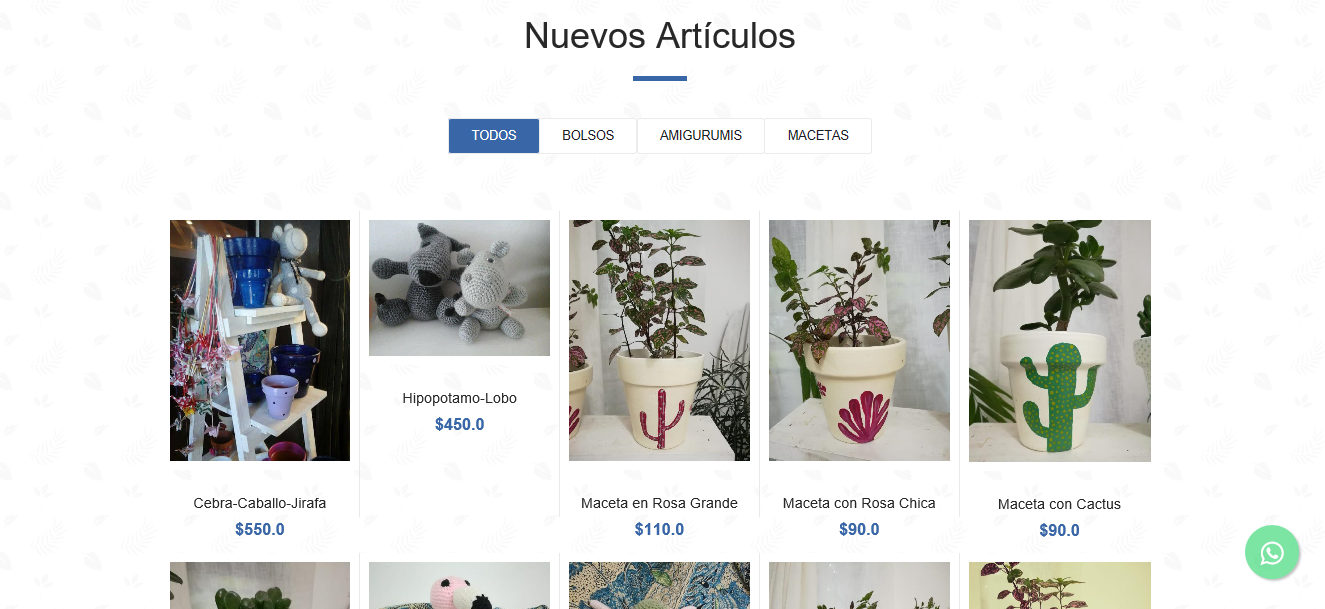 Nuevos Artículos
TODOS
BOLSOS
AMIGURUMIS
MACETAS
Cebra-Caballo-Jirafa
$550.0
Hipopotamo-Lobo
$450.0
Maceta en Rosa Grande
$110.0
Maceta con Rosa Chica
$90.0
Maceta con Cactus
$90.0